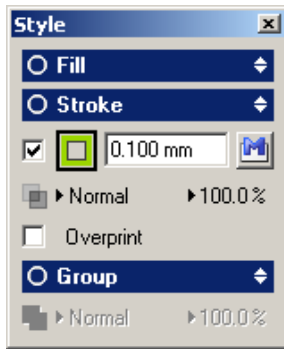 Style
Fill
Stroke
0.100 mm
Normal 100.0%
Overprint
Group
Normal 100.0%